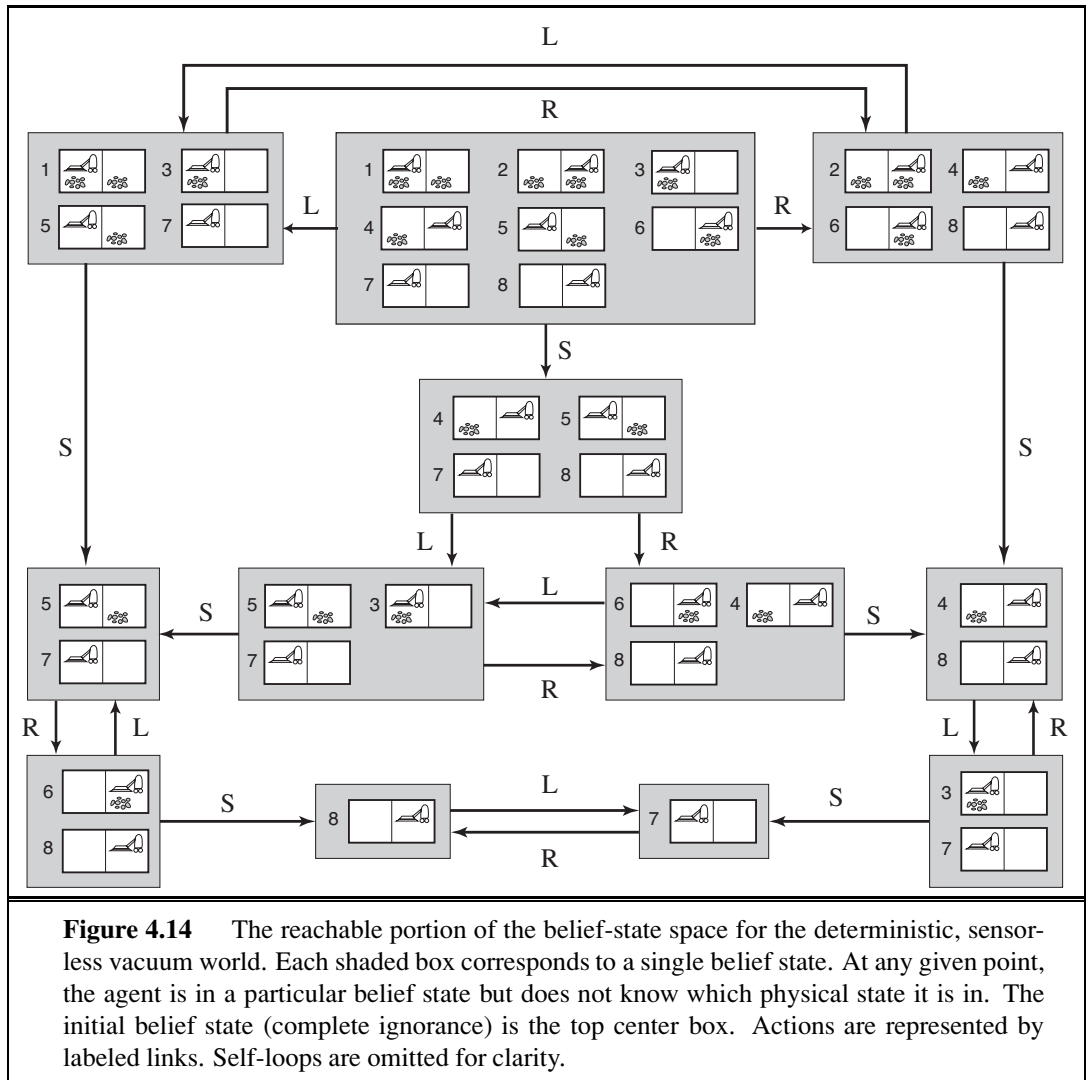 L
R
1 3
5 7
L
1 2 3
4 5 6
7 8
R
2 4
6 8
S
4 5
7 8
S
S
L R
5
7
S
5 3
7
L
R
6 4
8
S
4
8
R L
L R
6
8
S
8
L
R
7
S
3
7
Figure 4.14 The reachable portion of the belief-state space for the deterministic, sensor-
less vacuum world. Each shaded box corresponds to a single belief state. At any given point,
the agent is in a particular belief state but does not know which physical state it is in. The
initial belief state (complete ignorance) is the top center box. Actions are represented by
labeled links. Self-loops are omitted for clarity.